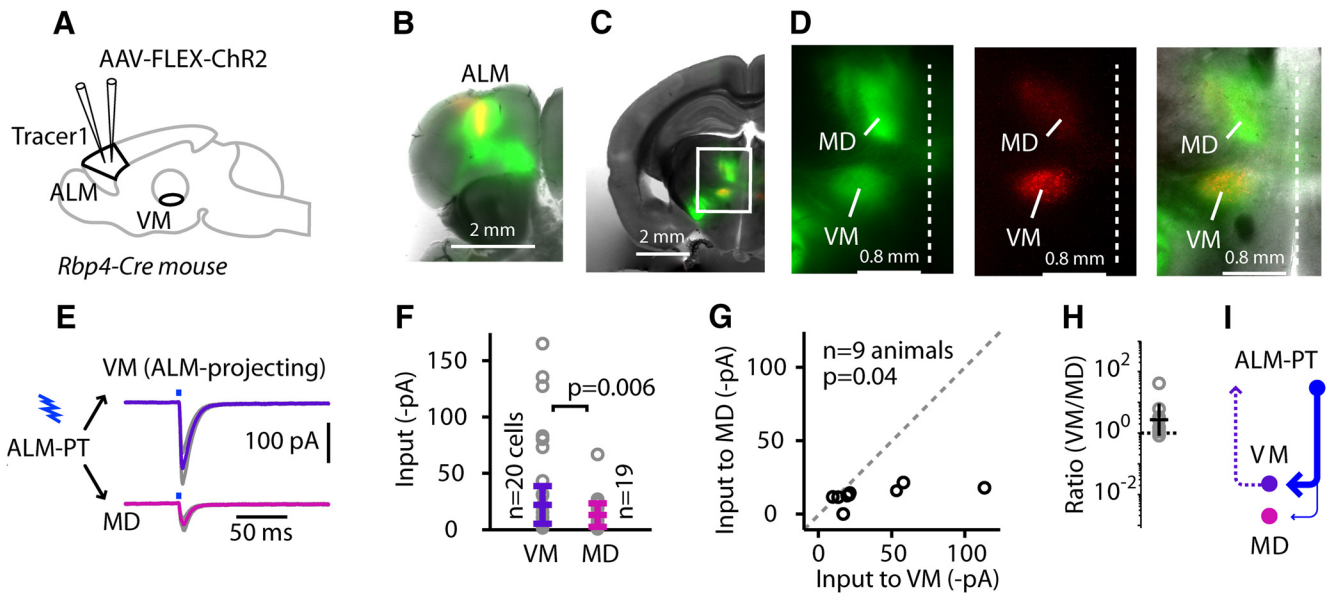 A
AAV-FLEX-ChR2
Tracer1
ALM
VM
Rbp4-Cre mouse
B
ALM
2 mm
C
2 mm
D
MD
VM
0.8 mm
MD
VM
0.8 mm
MD
VM
0.8 mm
E
VM (ALM-projecting)
ALM-PT
100 pA
MD
50 ms
F
Input (-pA)
150
100
50
0
p=0.006
n=20 cells
n=19
VM
MD
G
Input to MD (-pA)
100
50
0
n=9 animals
p=0.04
0
50
100
Input to VM (-pA)
H
Ratio (VM/MD)
10²
10⁰
10⁻²
I
ALM-PT
VM
MD